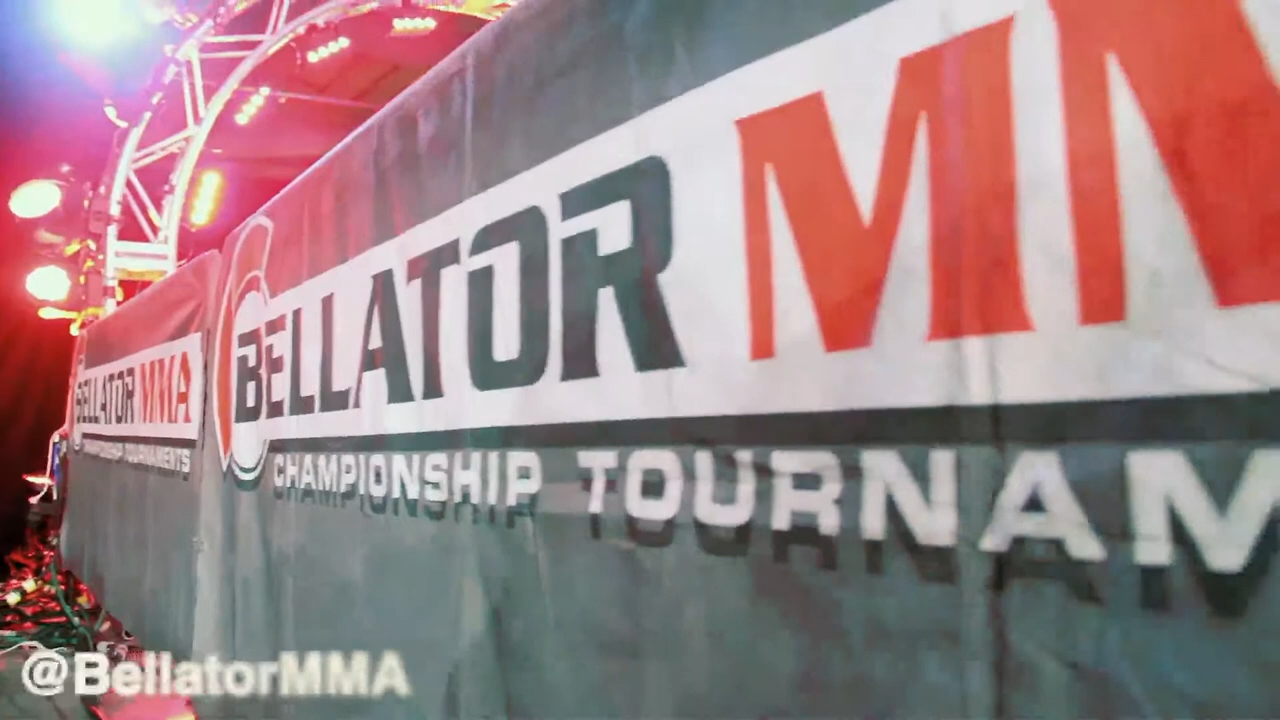 BELLATOR MMA
CHAMPIONSHIP TOURNAMENTS
BELLATOR MM
CHAMPIONSHIP TOURNAM
@BellatorMMA